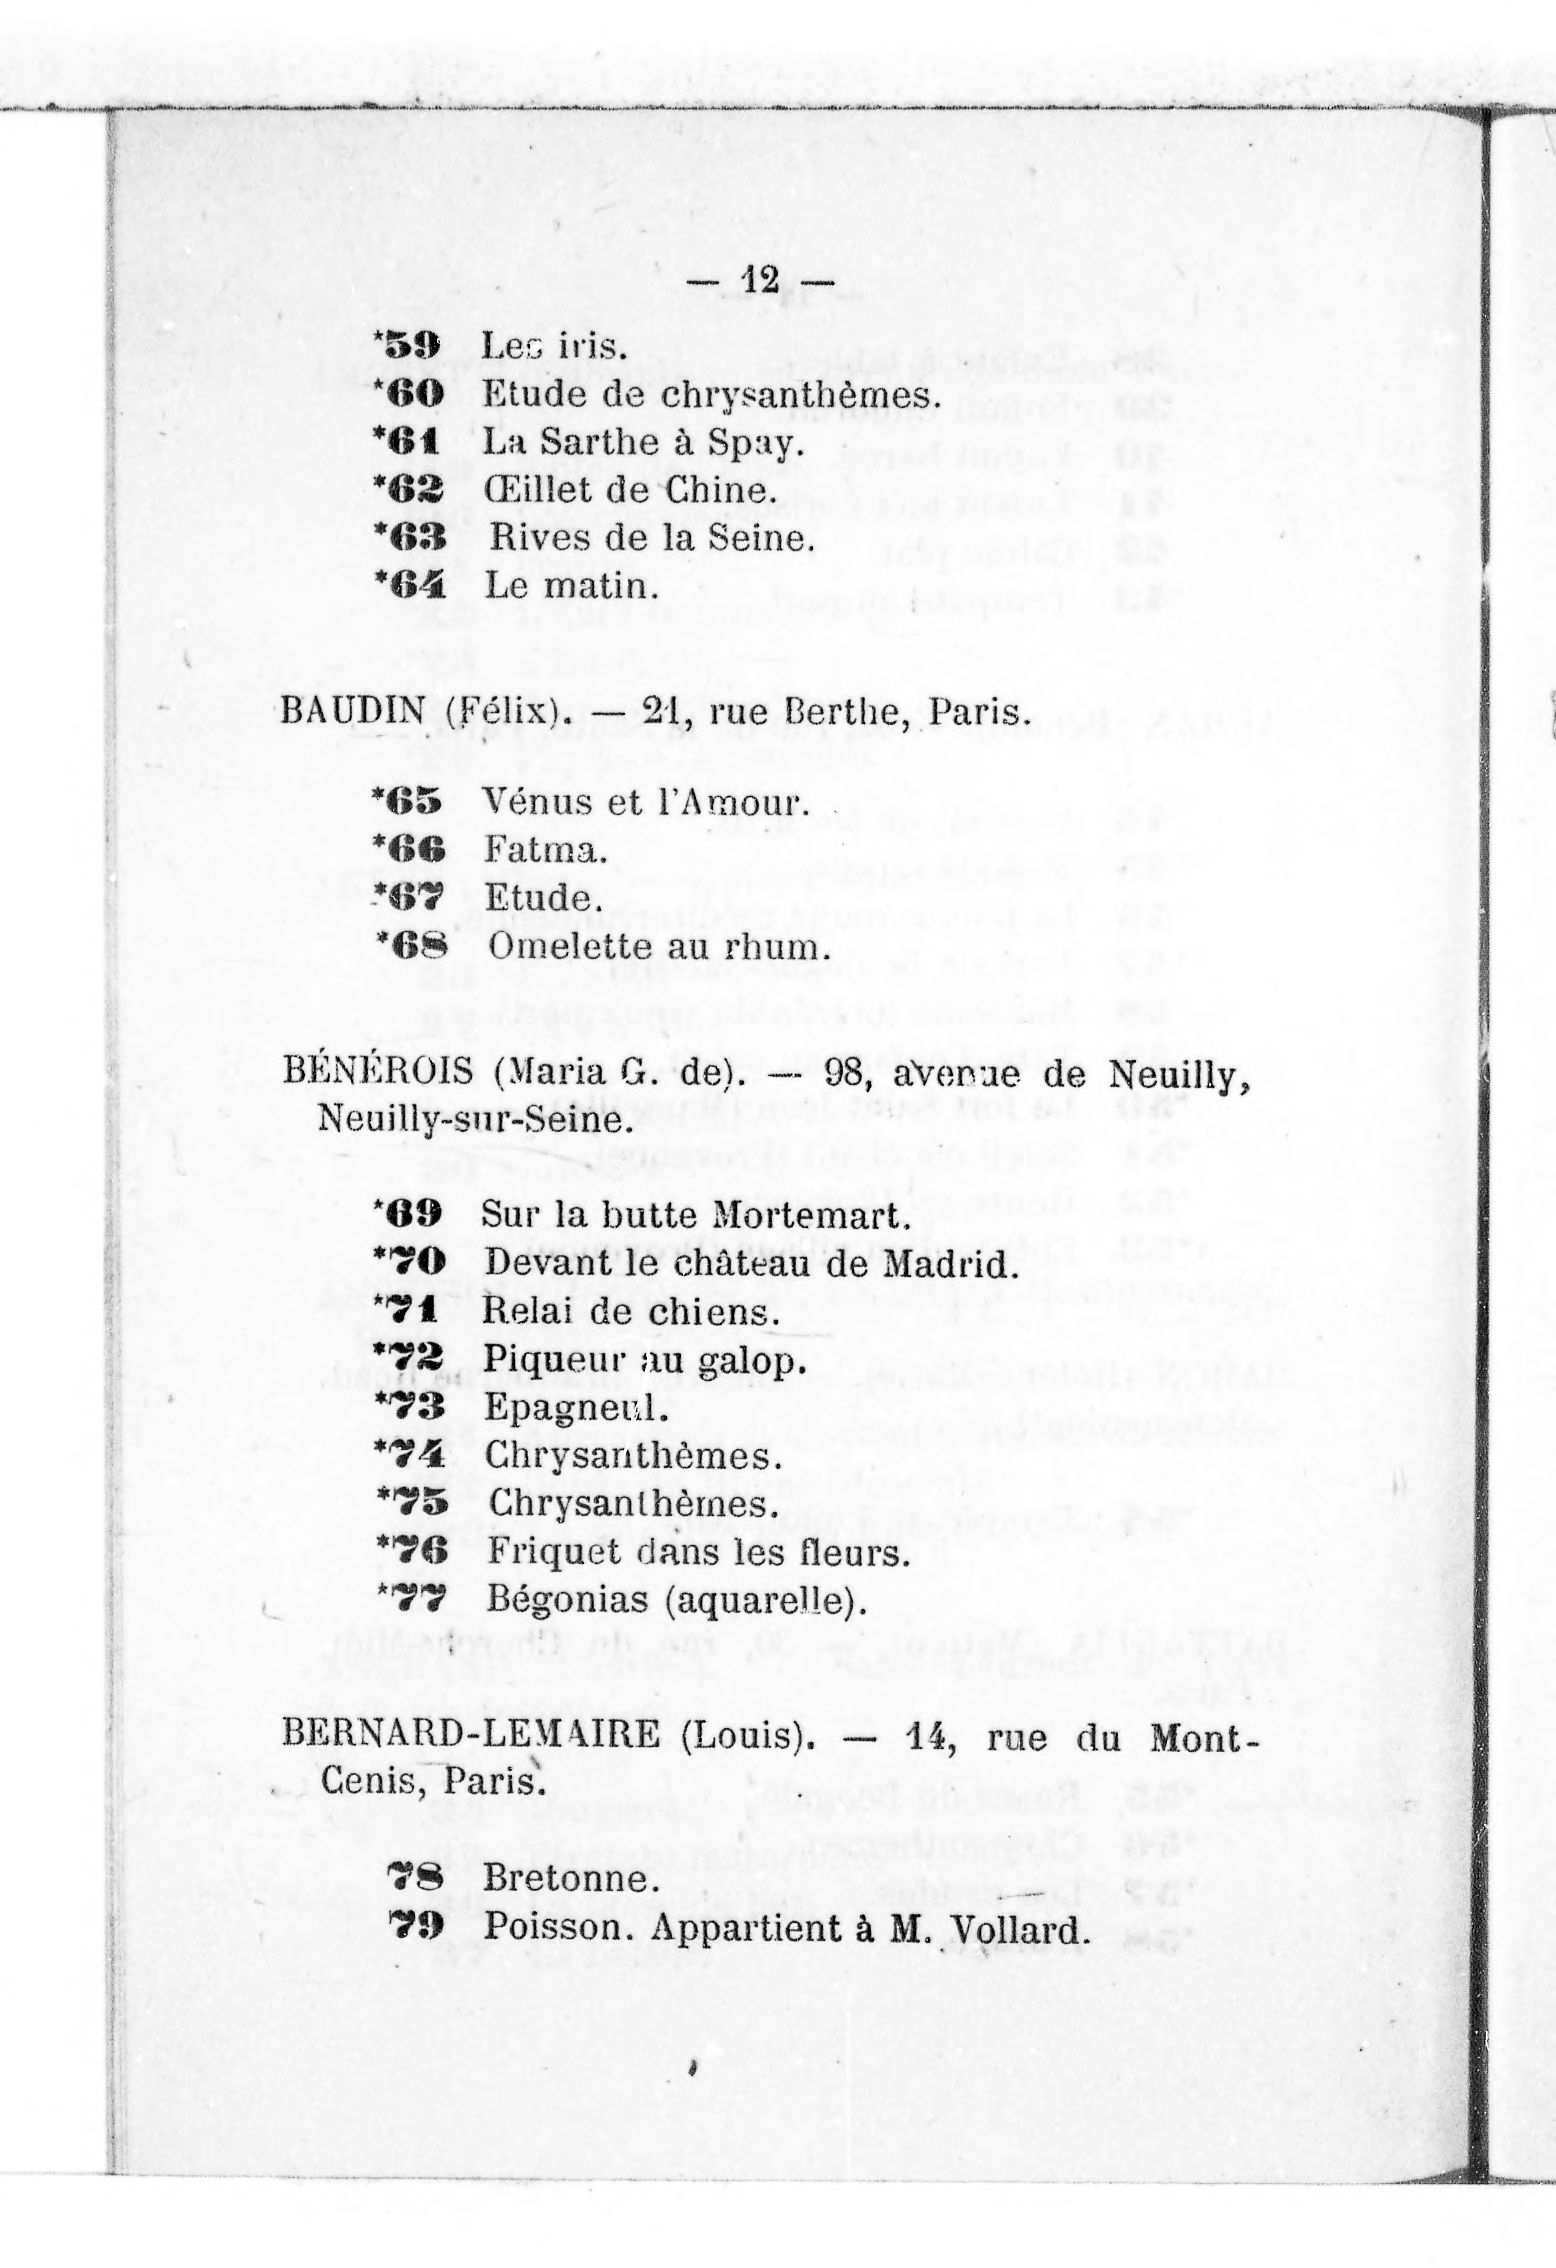 — 12 —
*59 Les iris.
*60 Etude de chrysanthèmes.
*61 La Sarthe à Spay.
*62 Œillet de Chine.
*63 Rives de la Seine.
*64 Le matin.
BAUDIN (Félix). — 21, rue Berthe, Paris.
*65 Vénus et l'Amour.
*66 Fatma.
*67 Etude.
*68 Omelette au rhum.
BÉNÉROIS (Maria G. de). — 98, avenue de Neuilly,
Neuilly-sur-Seine.
*69 Sur la butte Mortemart.
*70 Devant le château de Madrid.
*71 Relai de chiens.
*72 Piqueur au galop.
*73 Epagneul.
*74 Chrysanthèmes.
*75 Chrysanthèmes.
*76 Friquet dans les fleurs.
*77 Bégonias (aquarelle).
BERNARD-LEMAIRE (Louis). — 14, rue du Mont-
Cenis, Paris.
78 Bretonne.
79 Poisson. Appartient à M. Vollard.